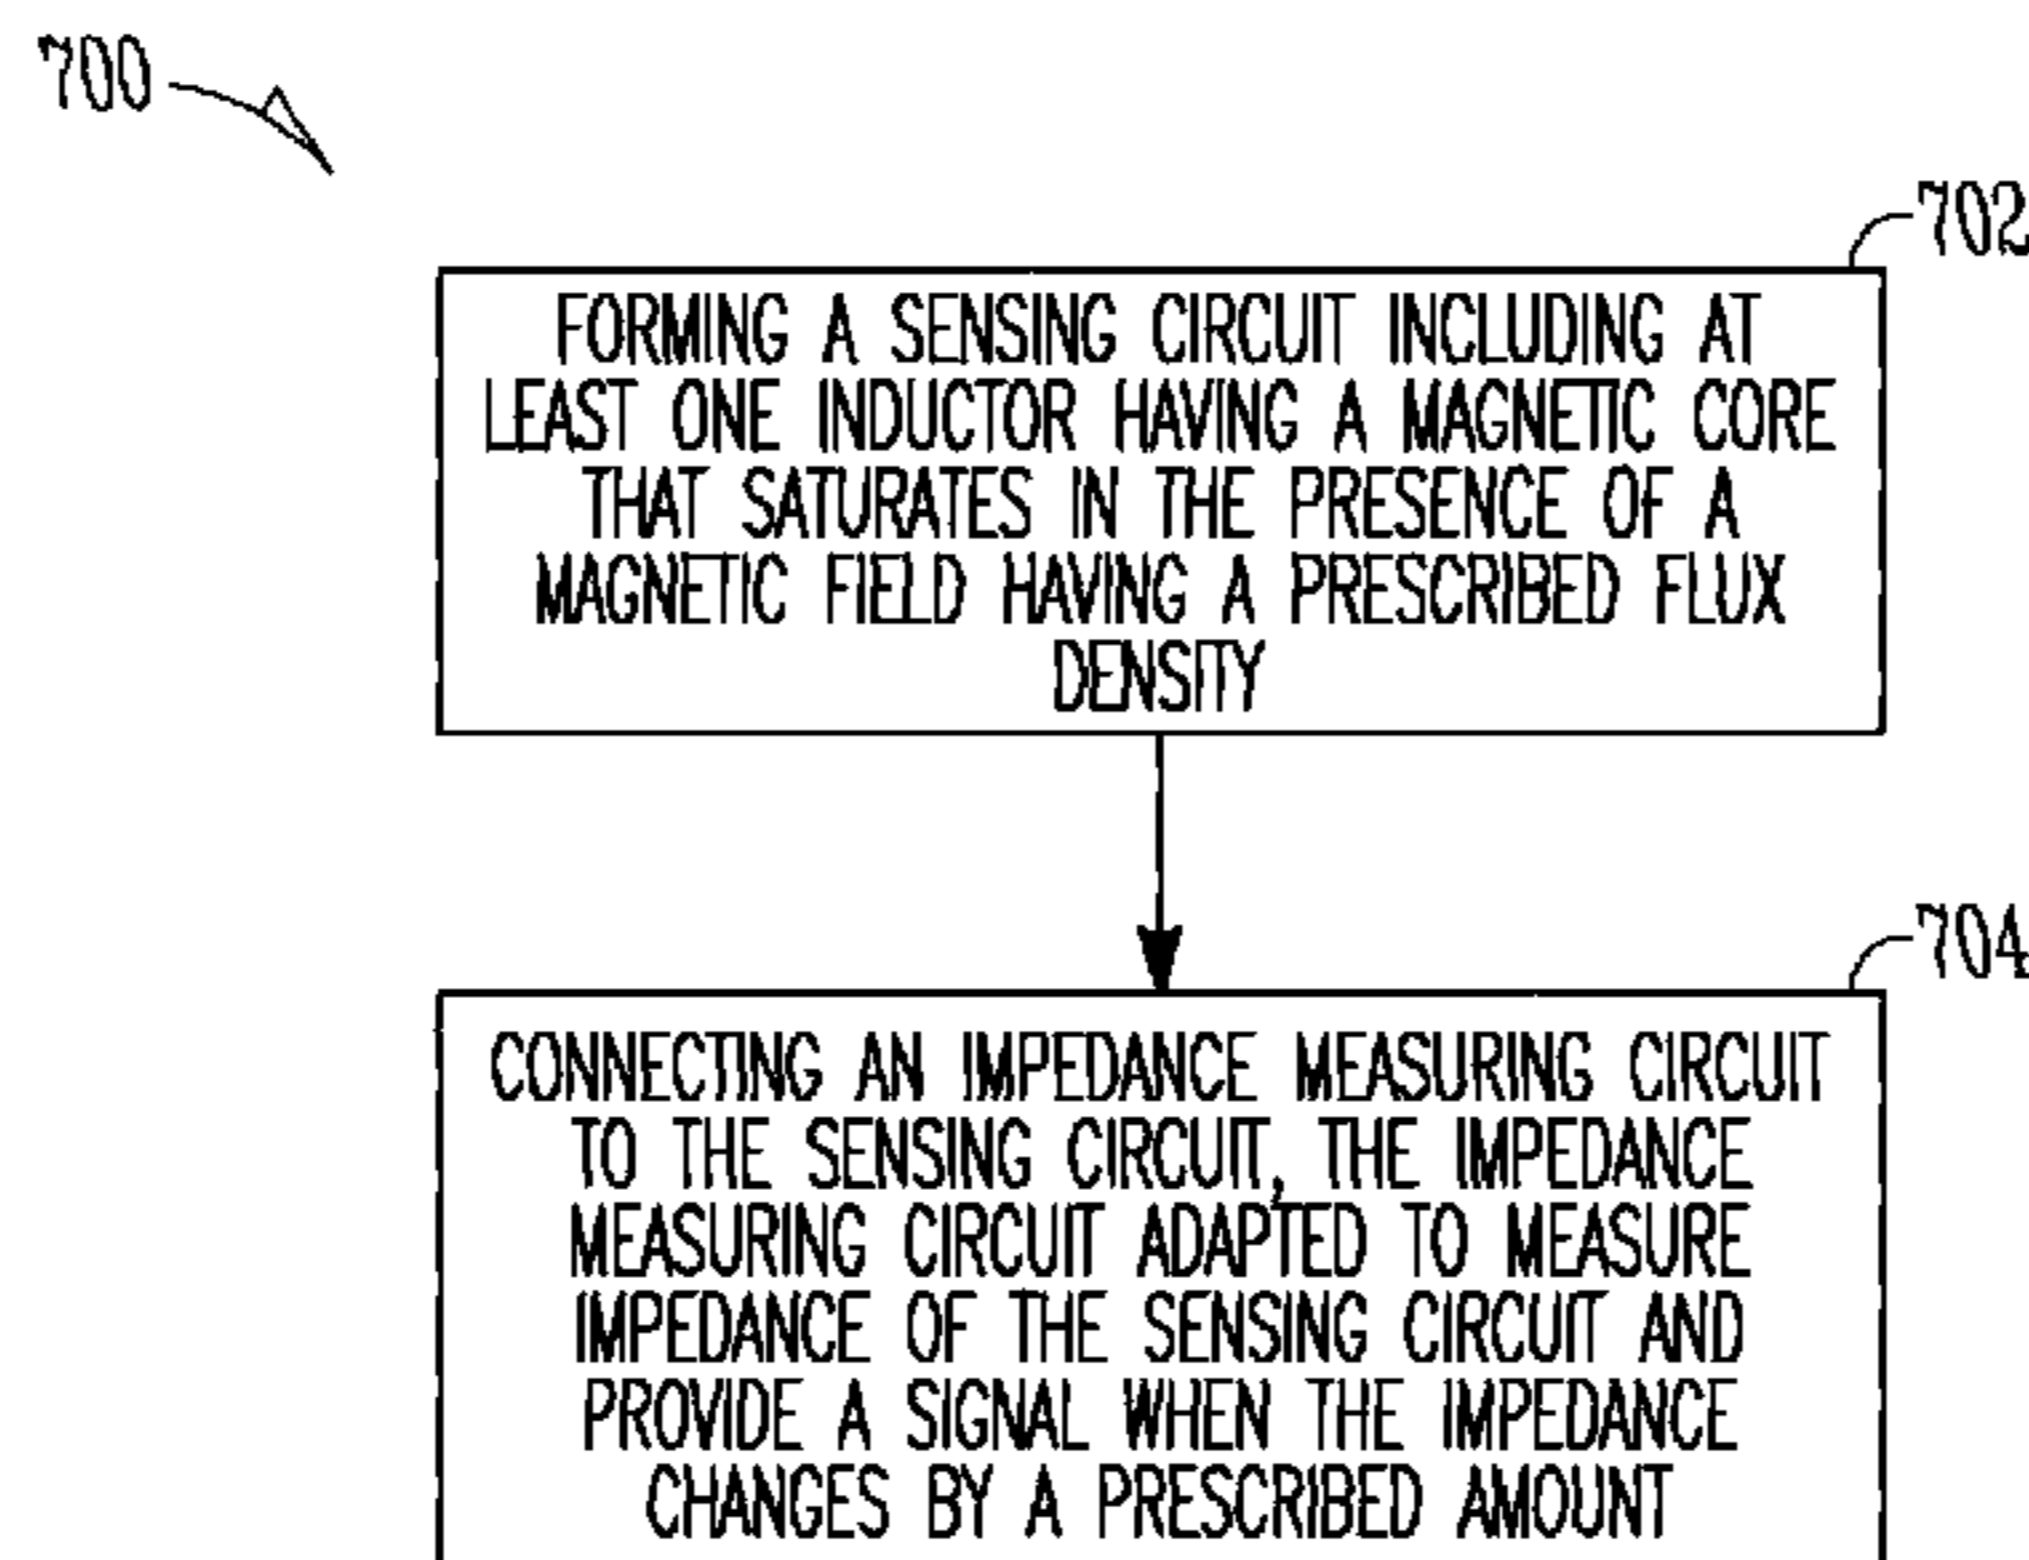 700
702
FORMING A SENSING CIRCUIT INCLUDING AT
LEAST ONE INDUCTOR HAVING A MAGNETIC CORE
THAT SATURATES IN THE PRESENCE OF A
MAGNETIC FIELD HAVING A PRESCRIBED FLUX
DENSITY
704
CONNECTING AN IMPEDANCE MEASURING CIRCUIT
TO THE SENSING CIRCUIT, THE IMPEDANCE
MEASURING CIRCUIT ADAPTED TO MEASURE
IMPEDANCE OF THE SENSING CIRCUIT AND
PROVIDE A SIGNAL WHEN THE IMPEDANCE
CHANGES BY A PRESCRIBED AMOUNT